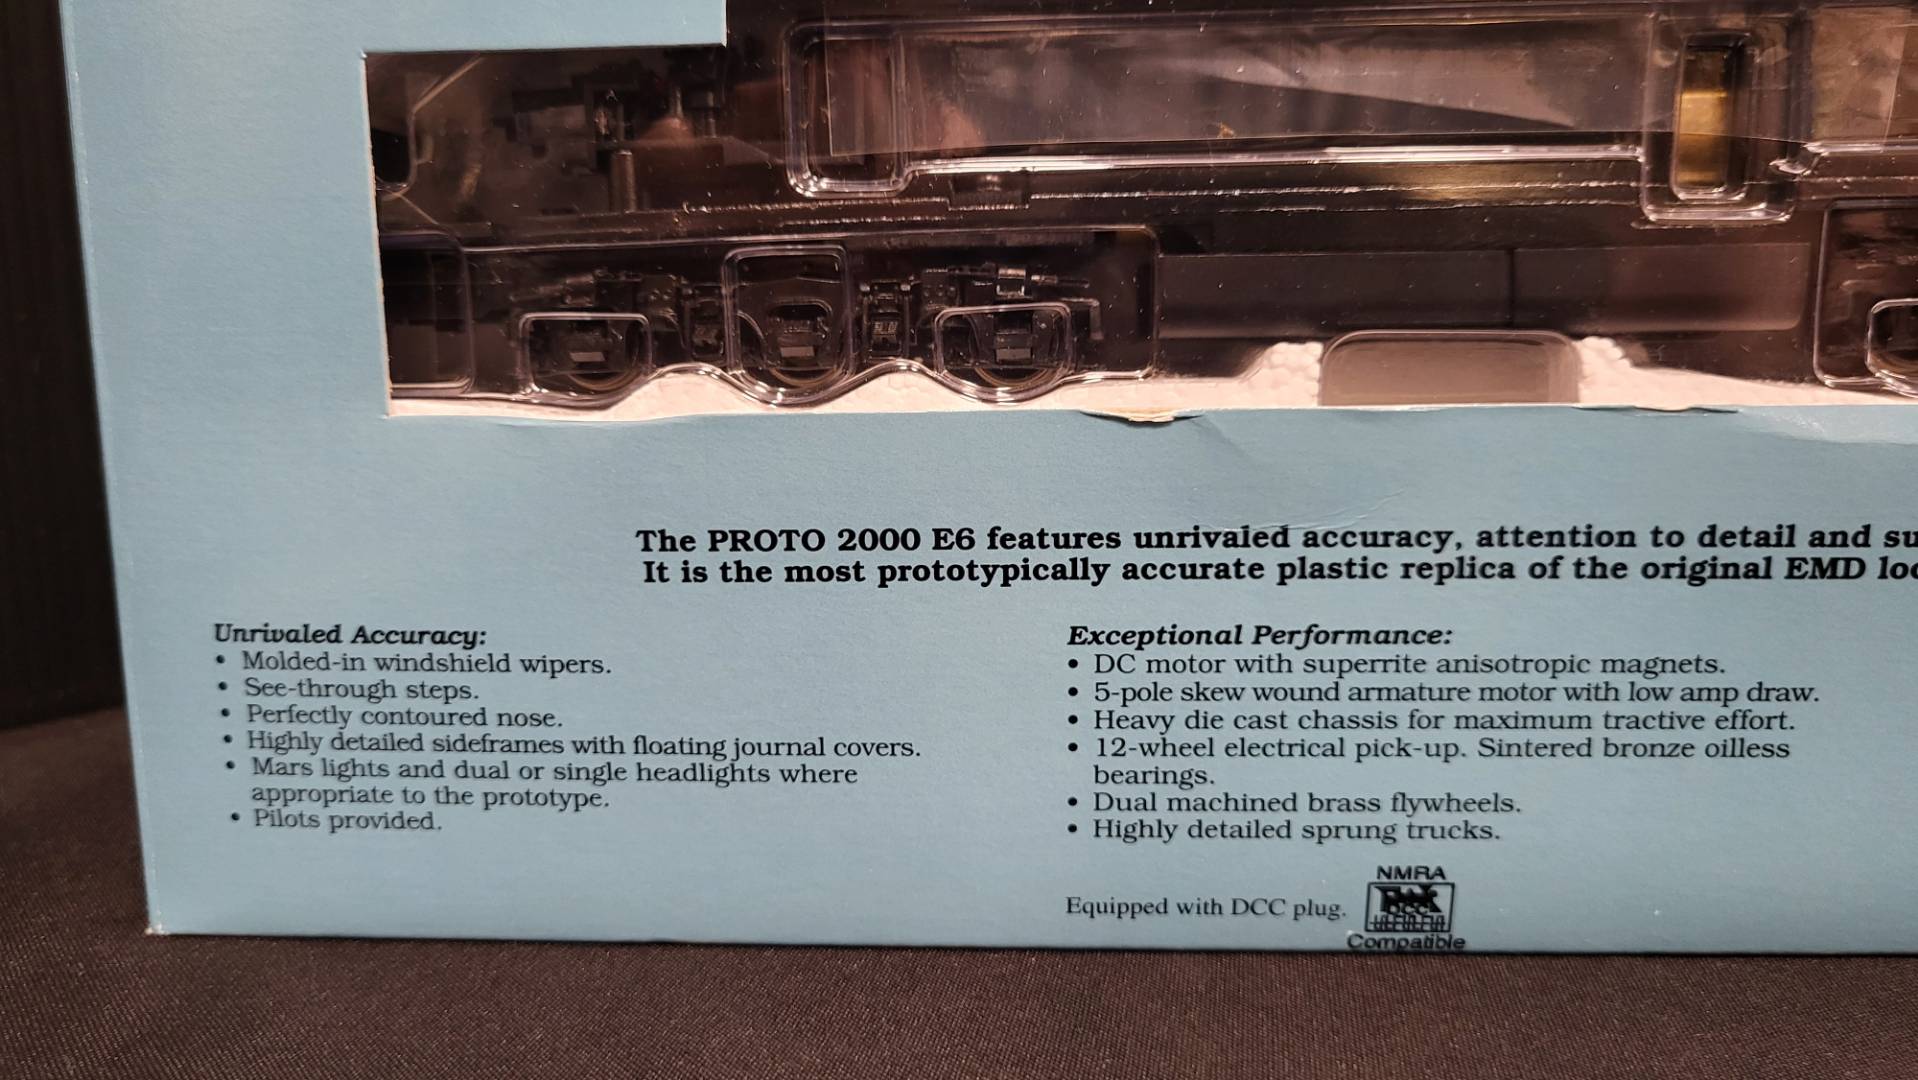 The PROTO 2000 E6 features unrivaled accuracy, attention to detail and su
It is the most prototypically accurate plastic replica of the original EMD loc
Unrivaled Accuracy:
• Molded-in windshield wipers.
• See-through steps.
• Perfectly contoured nose.
• Highly detailed sideframes with floating journal covers.
• Mars lights and dual or single headlights where
appropriate to the prototype.
• Pilots provided.
Exceptional Performance:
• DC motor with superrite anisotropic magnets.
• 5-pole skew wound armature motor with low amp draw.
• Heavy die cast chassis for maximum tractive effort.
• 12-wheel electrical pick-up. Sintered bronze oilless
bearings.
• Dual machined brass flywheels.
• Highly detailed sprung trucks.
Equipped with DCC plug.
NMRA
DCC
Compatible